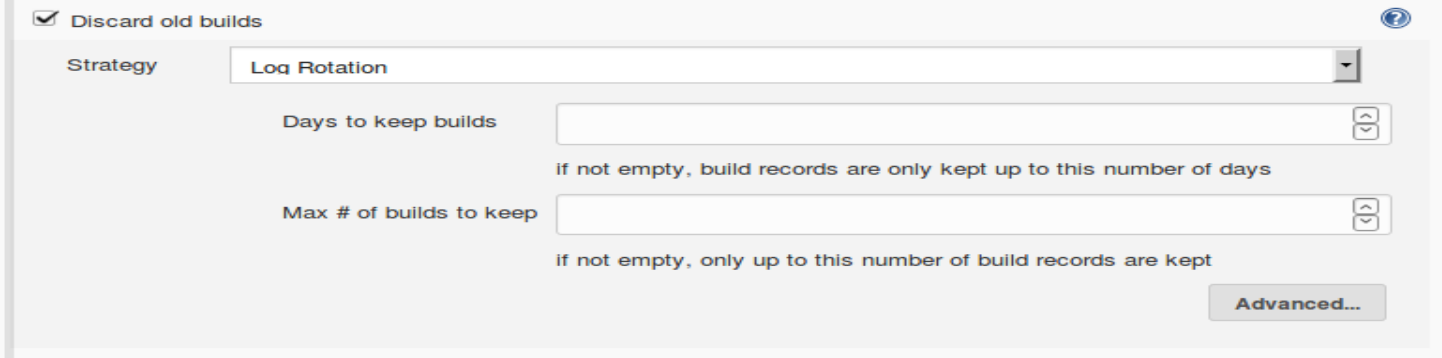 Discard old builds
Strategy
Log Rotation
Days to keep builds
if not empty, build records are only kept up to this number of days
Max # of builds to keep
if not empty, only up to this number of build records are kept
Advanced...